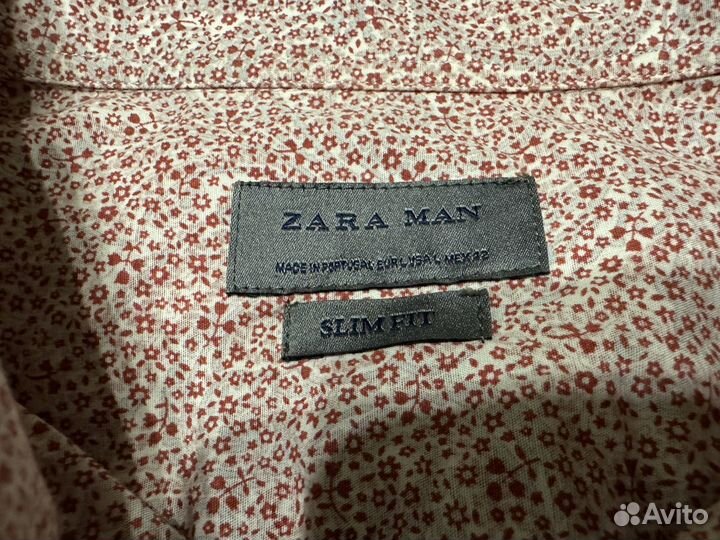 ZARA MAN
MADE IN PORTUGAL EUR L USA L MEX 42
SLIM FIT
Avito